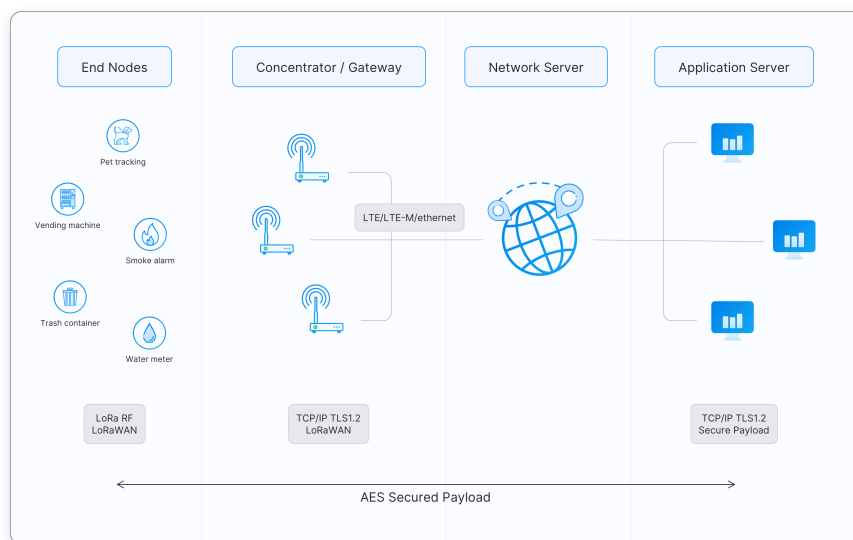 End Nodes
Concentrator / Gateway
Network Server
Application Server
Pet tracking
Vending machine
Smoke alarm
Trash container
Water meter
LTE/LTE-M/ethernet
LoRa RF
LoRaWAN
TCP/IP TLS1.2
LoRaWAN
TCP/IP TLS1.2
Secure Payload
AES Secured Payload